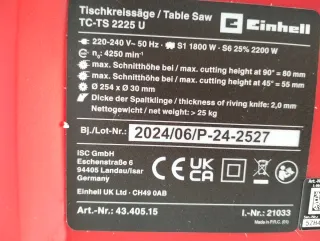 Tischkreissäge / Table Saw
TC-TS 2225 U
Einhell
220-240 V~ 50 Hz · S1 1800 W · S6 25% 2200 W
n₀: 4250 min⁻¹
max. Schnitthöhe bei / max. cutting height at 90° = 80 mm
max. Schnitthöhe bei / max. cutting height at 45° = 55 mm
Ø 254 x Ø 30 mm
Dicke der Spaltkeile / thickness of riving knife: 2,0 mm
Nettogewicht / net weight: > 25 kg
Bj./Lot-Nr.: 2024/06/P-24-2527
ISC GmbH
Eschenstraße 6
94405 Landau/Isar
Germany
CE
UK
CA
Einhell UK Ltd · CH49 0AB
Art.-Nr.: 43.405.15
I.-Nr.: 21033
Made in P.R.C.